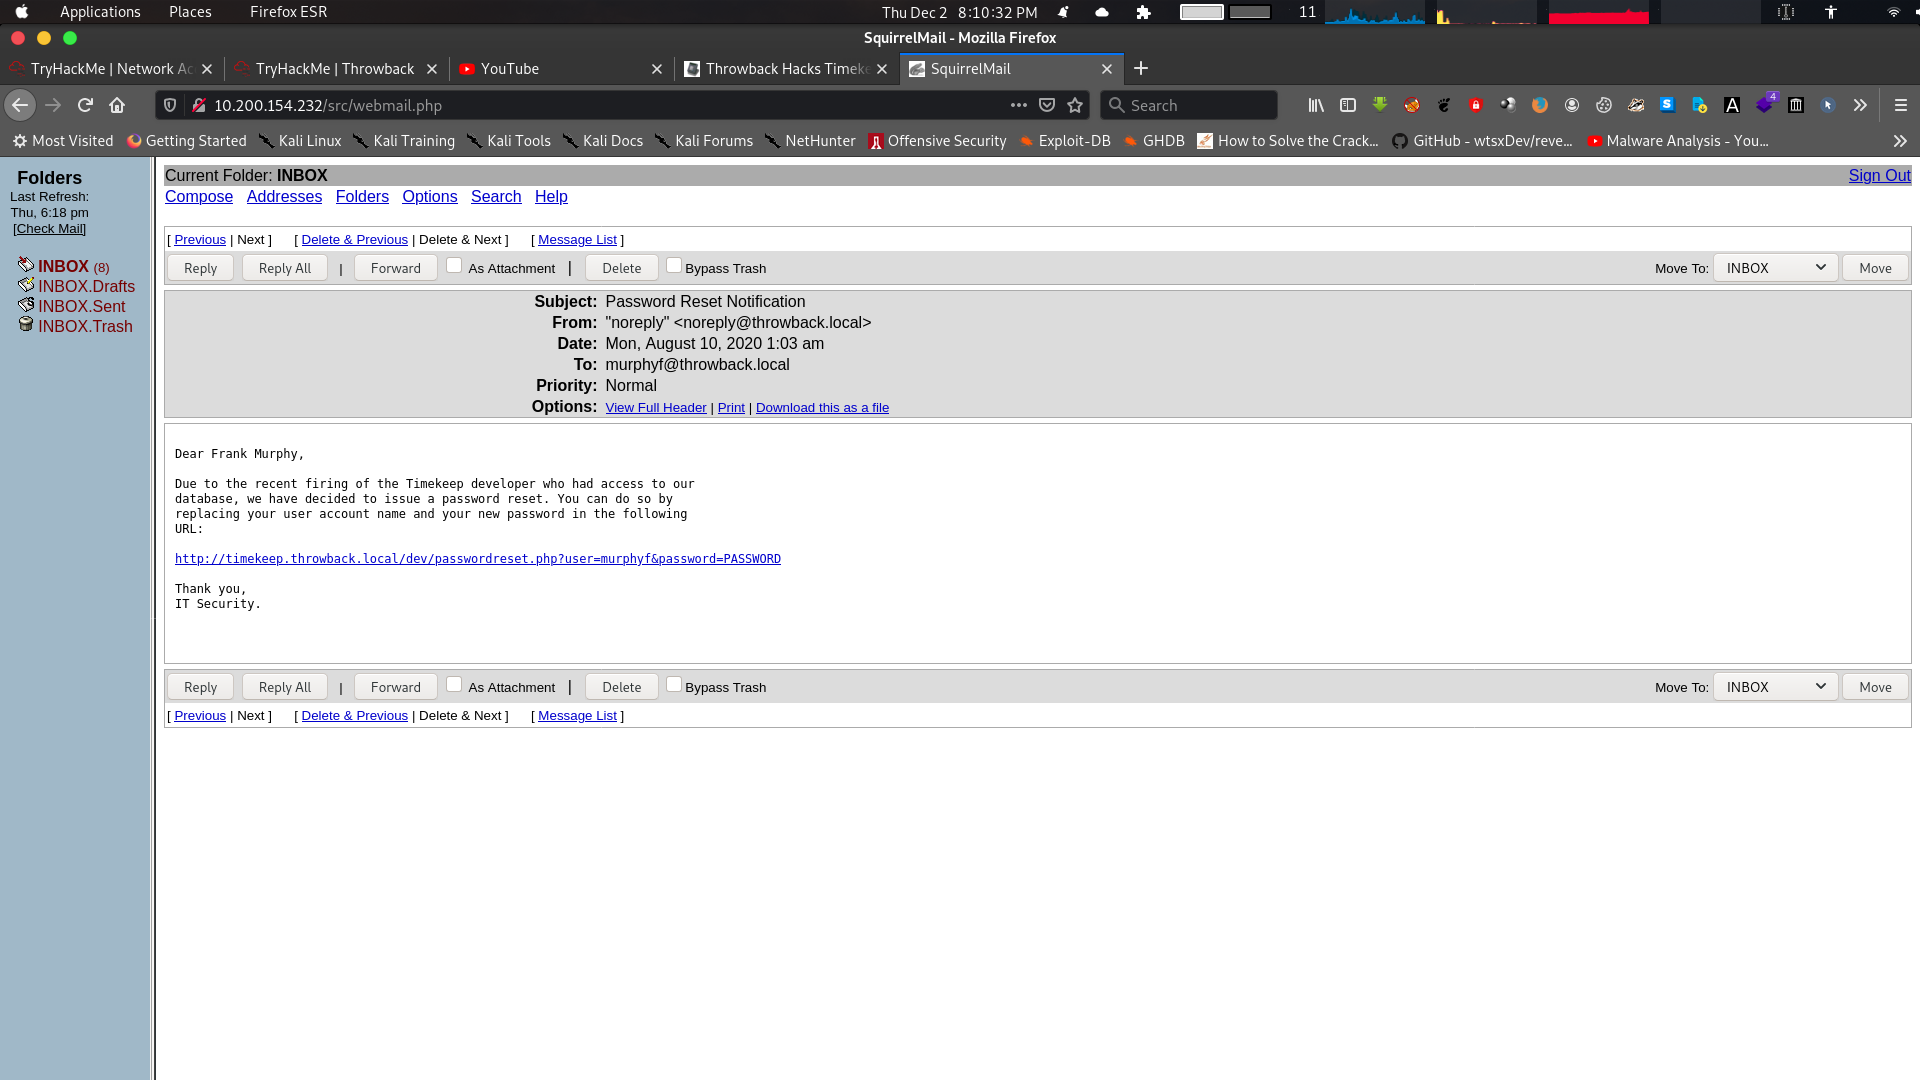 Applications Places Firefox ESR Thu Dec 2 8:10:32 PM 11
SquirrelMail - Mozilla Firefox
TryHackMe | Network Ac TryHackMe | Throwback YouTube Throwback Hacks Timeke SquirrelMail
10.200.154.232/src/webmail.php Search 4
Most Visited Getting Started Kali Linux Kali Training Kali Tools Kali Docs Kali Forums NetHunter Offensive Security Exploit-DB GHDB How to Solve the Crack... GitHub - wtsxDev/reve... Malware Analysis - You...
Folders
Last Refresh:
Thu, 6:18 pm
[Check Mail]
INBOX (8)
INBOX.Drafts
INBOX.Sent
INBOX.Trash
Current Folder: INBOX Sign Out
Compose Addresses Folders Options Search Help
[ Previous | Next ] [ Delete & Previous | Delete & Next ] [ Message List ]
Reply Reply All | Forward As Attachment | Delete Bypass Trash Move To: INBOX Move
Subject: Password Reset Notification
From: "noreply" <noreply@throwback.local>
Date: Mon, August 10, 2020 1:03 am
To: murphyf@throwback.local
Priority: Normal
Options: View Full Header | Print | Download this as a file
Dear Frank Murphy,
Due to the recent firing of the Timekeep developer who had access to our
database, we have decided to issue a password reset. You can do so by
replacing your user account name and your new password in the following
URL:
http://timekeep.throwback.local/dev/passwordreset.php?user=murphyf&password=PASSWORD
Thank you,
IT Security.
Reply Reply All | Forward As Attachment | Delete Bypass Trash Move To: INBOX Move
[ Previous | Next ] [ Delete & Previous | Delete & Next ] [ Message List ]